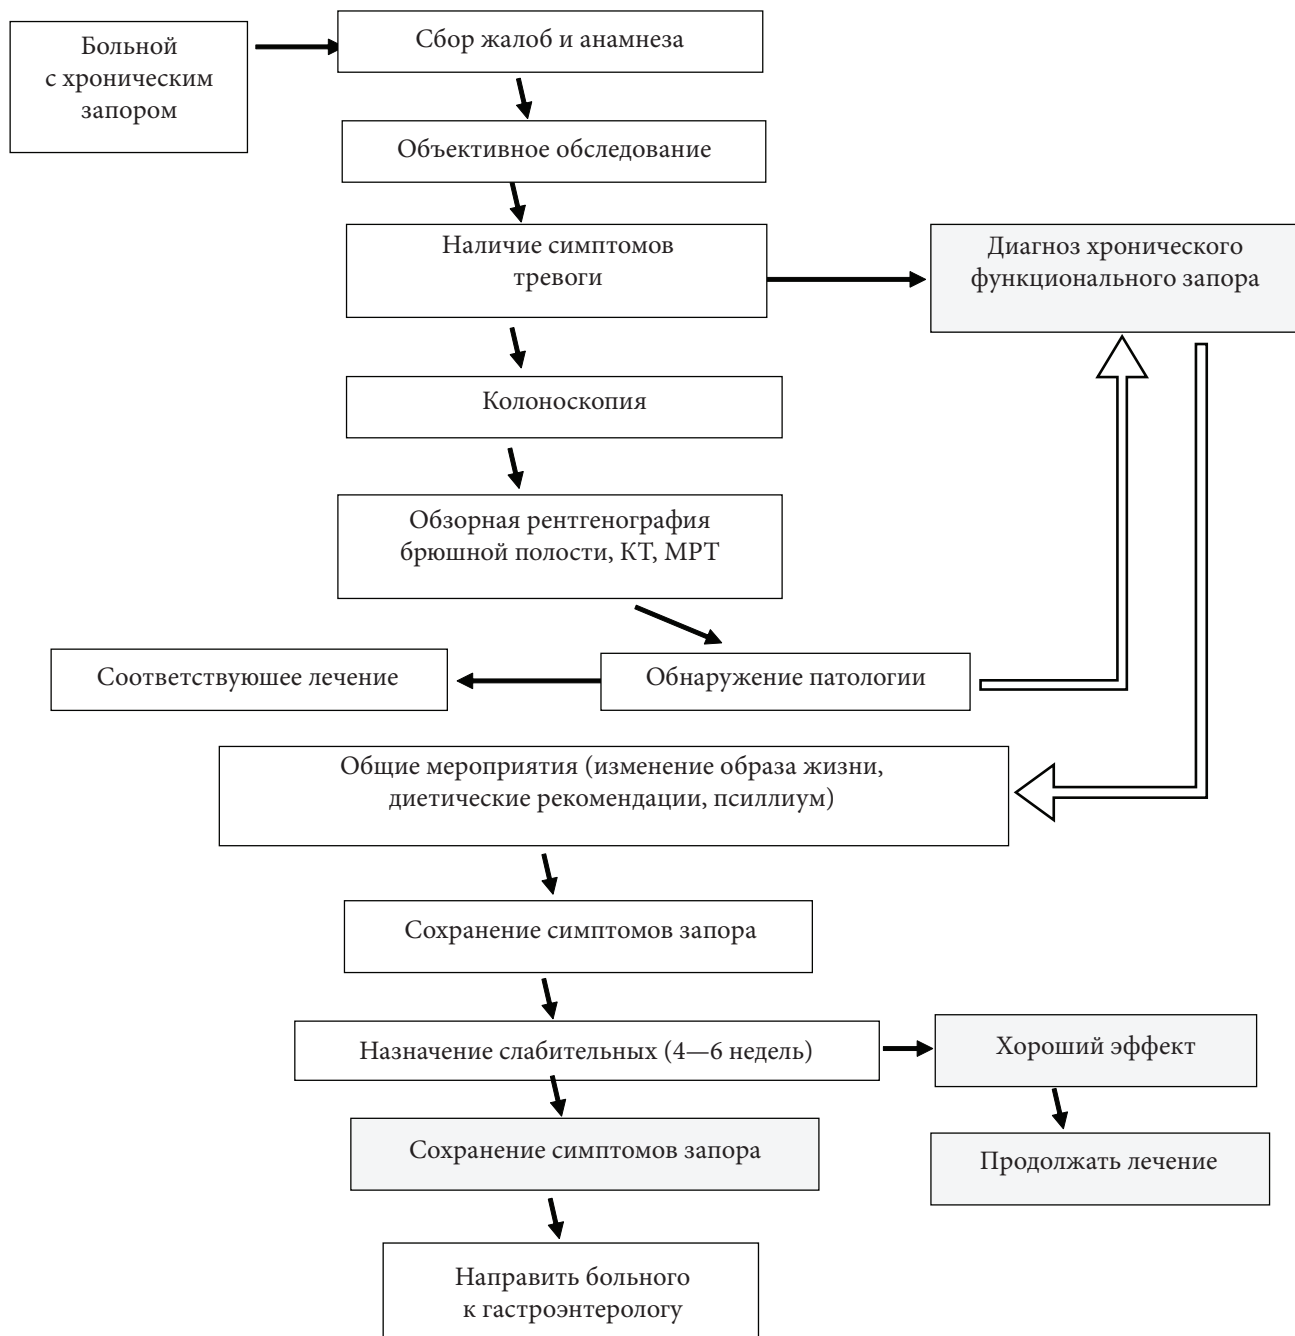 Больной
с хроническим
запором
Сбор жалоб и анамнеза
Объективное обследование
Наличие симптомов
тревоги
Диагноз хронического
функционального запора
Колоноскопия
Обзорная рентгенография
брюшной полости, КТ, МРТ
Соответствуюшее лечение
Обнаружение патологии
Общие мероприятия (изменение образа жизни,
диетические рекомендации, псиллиум)
Сохранение симптомов запора
Назначение слабительных (4—6 недель)
Хороший эффект
Сохранение симптомов запора
Продолжать лечение
Направить больного
к гастроэнтерологу